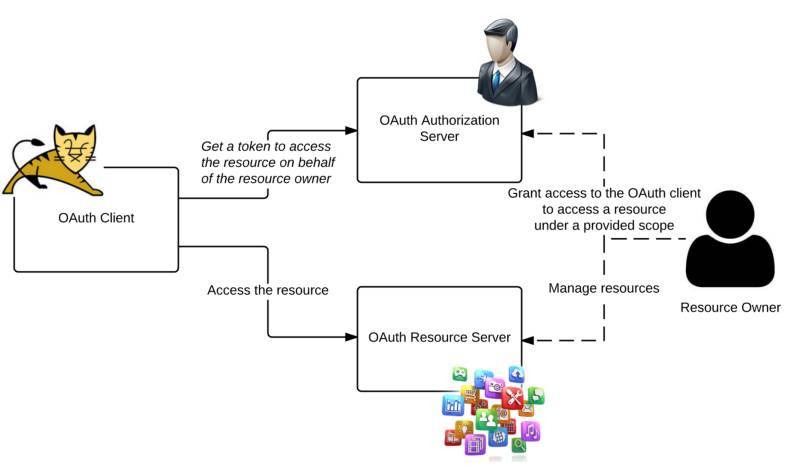 OAuth Authorization
Server
Get a token to access
the resource on behalf
of the resource owner
Grant access to the OAuth client
to access a resource
under a provided scope
OAuth Client
Access the resource
Manage resources
Resource Owner
OAuth Resource Server